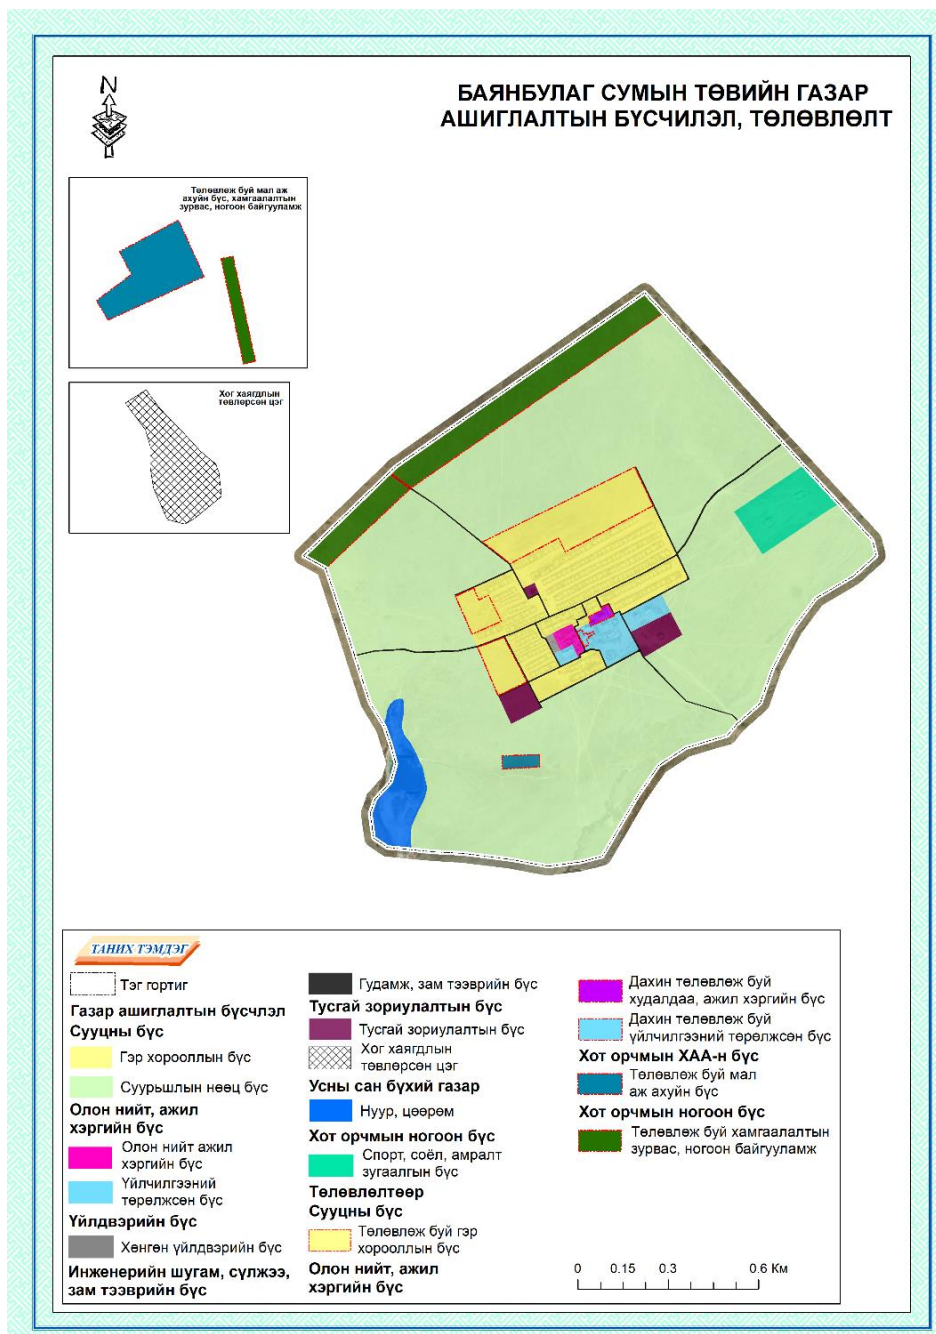 N
БАЯНБУЛАГ СУМЫН ТӨВИЙН ГАЗАР
АШИГЛАЛТЫН БҮСЧИЛЭЛ, ТӨЛӨВЛӨЛТ
Төлөвлөж буй мал аж
ахуйн бүс, хамгаалалтын
зурвас, ногоон байгууламж
Хог хаягдлын
төвлөрсөн цэг
ТАНИХ ТЭМДЭГ
Тэг гортиг
Газар ашиглалтын бүсчлэл
Сууцны бүс
Гэр хорооллын бүс
Суурьшлын нөөц бүс
Олон нийт, ажил
хэргийн бүс
Олон нийт ажил
хэргийн бүс
Үйлчилгээний
төрөлжсөн бүс
Үйлдвэрийн бүс
Хөнгөн үйлдвэрийн бүс
Инженерийн шугам, сүлжээ,
зам тээврийн бүс
Гудамж, зам тээврийн бүс
Тусгай зориулалтын бүс
Тусгай зориулалтын бүс
Хог хаягдлын
төвлөрсөн цэг
Усны сан бүхий газар
Нуур, цөөрөм
Хот орчмын ногоон бүс
Спорт, соёл, амралт
зугаалгын бүс
Төлөвлөлтөөр
Сууцны бүс
Төлөвлөж буй гэр
хорооллын бүс
Олон нийт, ажил
хэргийн бүс
Дахин төлөвлөж буй
худалдаа, ажил хэргийн бүс
Дахин төлөвлөж буй
үйлчилгээний төрөлжсөн бүс
Хот орчмын ХАА-н бүс
Төлөвлөж буй мал
аж ахуйн бүс
Хот орчмын ногоон бүс
Төлөвлөж буй хамгаалалтын
зурвас, ногоон байгууламж
0 0.15 0.3 0.6 Км